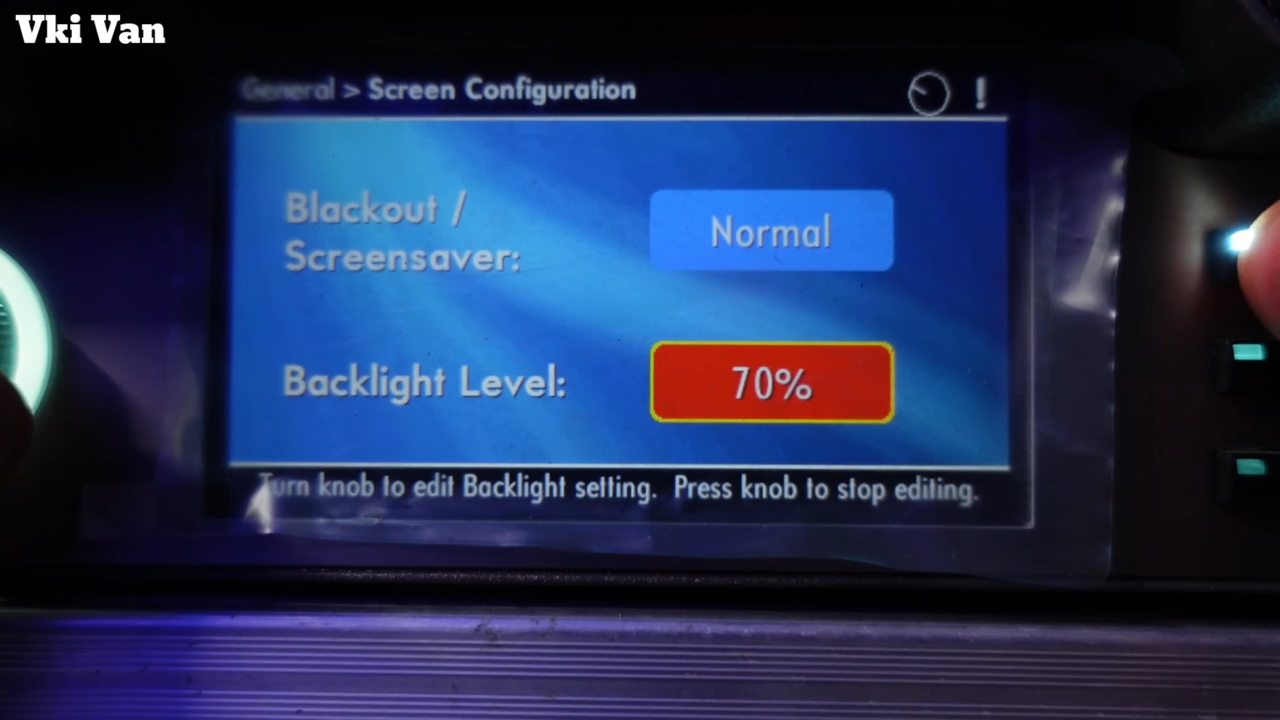 Vki Van
General > Screen Configuration !
Blackout /
Screensaver:
Normal
Backlight Level:
70%
Turn knob to edit Backlight setting. Press knob to stop editing.